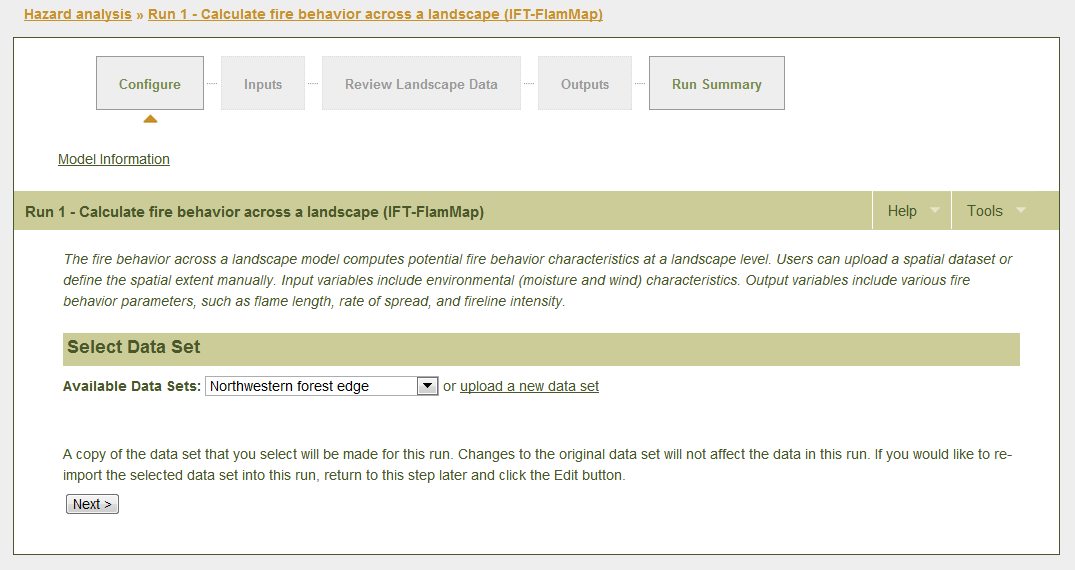 Hazard analysis » Run 1 - Calculate fire behavior across a landscape (IFT-FlamMap)
Configure Inputs Review Landscape Data Outputs Run Summary
Model Information
Run 1 - Calculate fire behavior across a landscape (IFT-FlamMap) Help Tools
The fire behavior across a landscape model computes potential fire behavior characteristics at a landscape level. Users can upload a spatial dataset or
define the spatial extent manually. Input variables include environmental (moisture and wind) characteristics. Output variables include various fire
behavior parameters, such as flame length, rate of spread, and fireline intensity.
Select Data Set
Available Data Sets: Northwestern forest edge or upload a new data set
A copy of the data set that you select will be made for this run. Changes to the original data set will not affect the data in this run. If you would like to re-
import the selected data set into this run, return to this step later and click the Edit button.
Next >